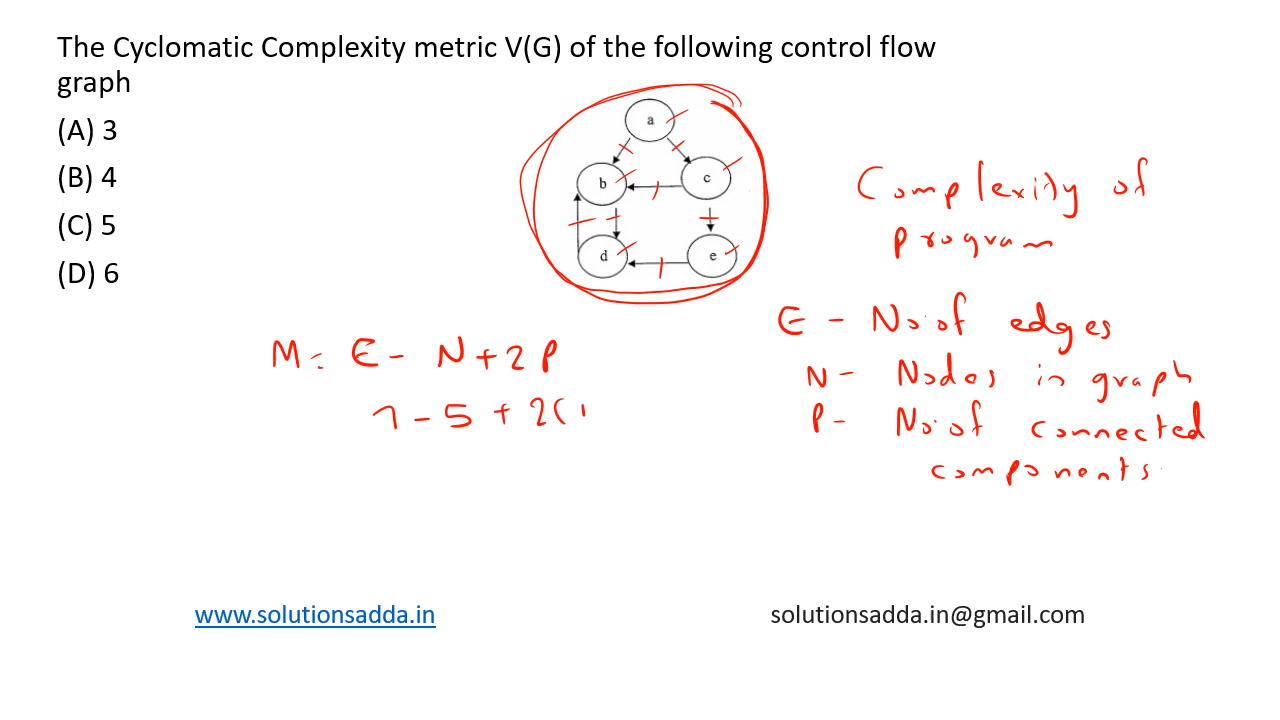 The Cyclomatic Complexity metric V(G) of the following control flow
graph
(A) 3
(B) 4
(C) 5
(D) 6
a
b
c
d
e
Complexity of
program
E - No of edges
N - Nodes in graph
P - No of connected
components
M = E - N + 2 P
7 - 5 + 2(1
www.solutionsadda.in
solutionsadda.in@gmail.com